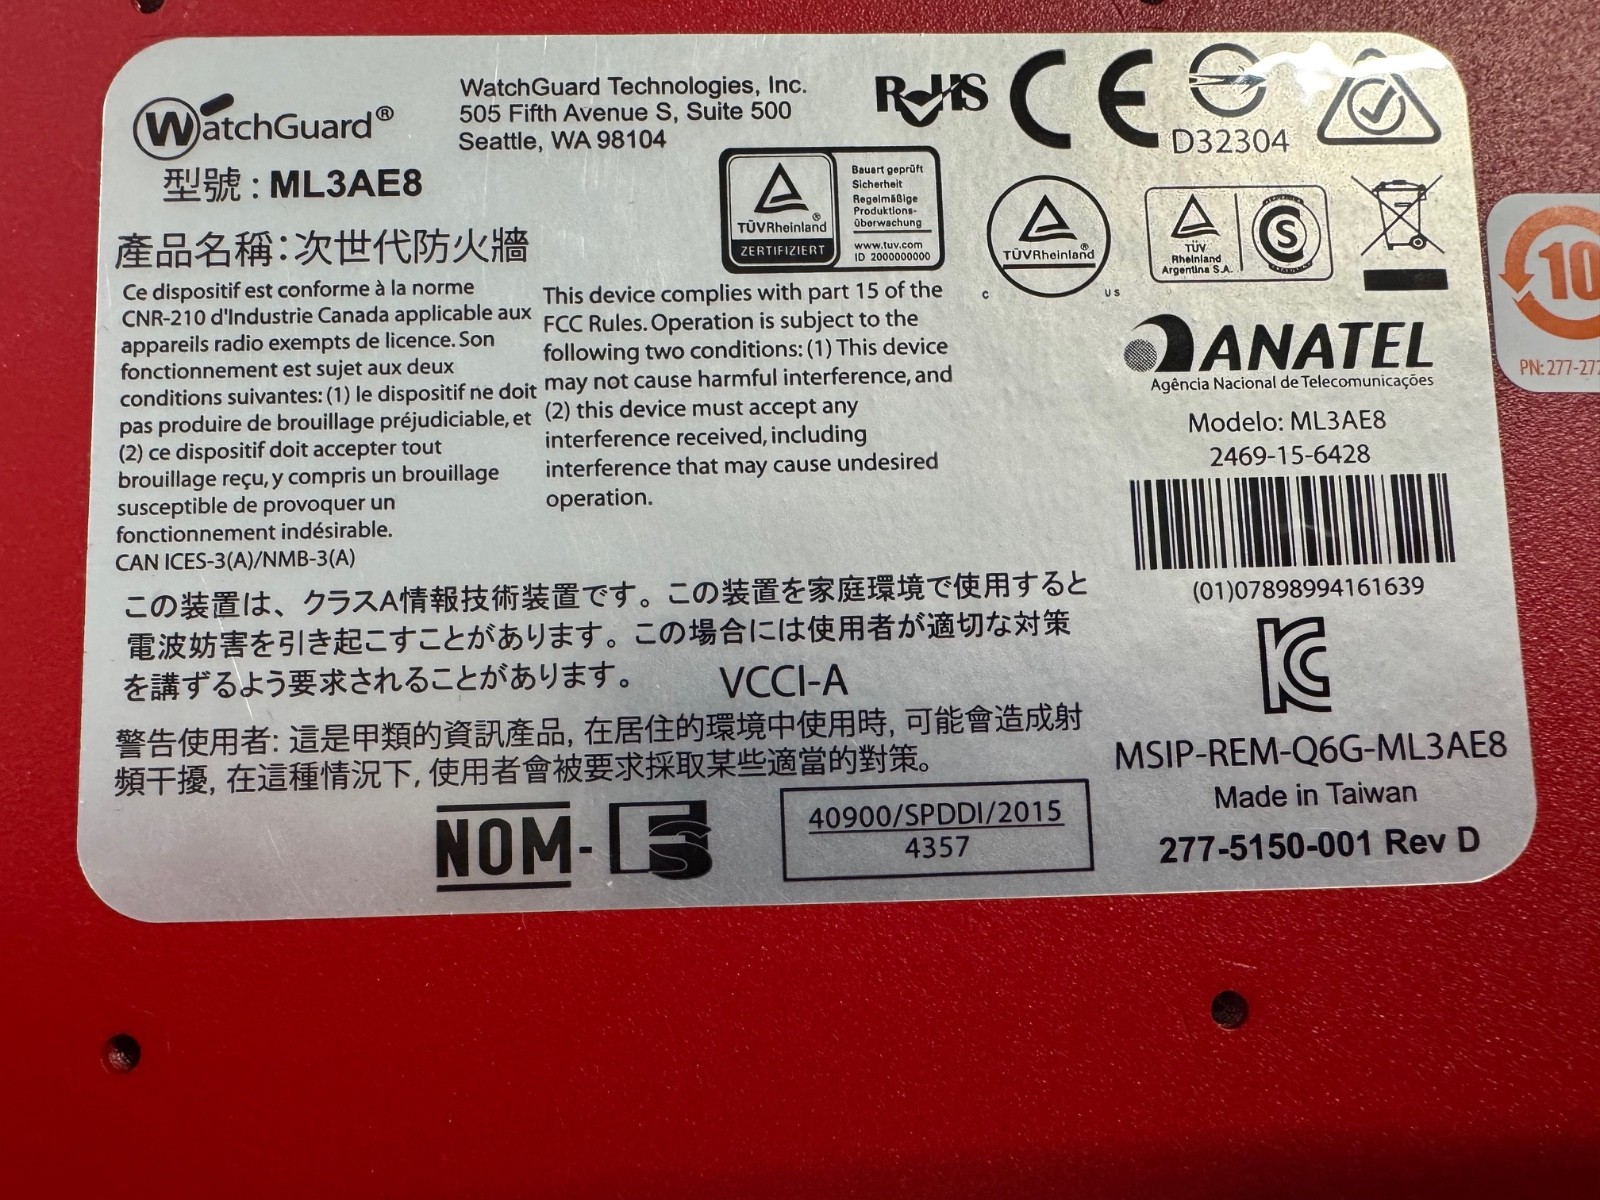 WatchGuard®
WatchGuard Technologies, Inc.
505 Fifth Avenue S, Suite 500
Seattle, WA 98104
RoHS
CE
D32304
型號 : ML3AE8
產品名稱：次世代防火牆
TÜVRheinland®
ZERTIFIZIERT
Bauart geprüft
Sicherheit
Regelmäßige
Produktions-
überwachung
www.tuv.com
ID 2000000000
TÜVRheinland®
C US
TÜV
Rheinland
Argentina S.A.
S
10
PN: 277-277
Ce dispositif est conforme à la norme
CNR-210 d'Industrie Canada applicable aux
appareils radio exempts de licence. Son
fonctionnement est sujet aux deux
conditions suivantes: (1) le dispositif ne doit
pas produire de brouillage préjudiciable, et
(2) ce dispositif doit accepter tout
brouillage reçu, y compris un brouillage
susceptible de provoquer un
fonctionnement indésirable.
CAN ICES-3(A)/NMB-3(A)
This device complies with part 15 of the
FCC Rules. Operation is subject to the
following two conditions: (1) This device
may not cause harmful interference, and
(2) this device must accept any
interference received, including
interference that may cause undesired
operation.
ANATEL
Agência Nacional de Telecomunicações
Modelo: ML3AE8
2469-15-6428
(01)07898994161639
この装置は、クラスA情報技術装置です。この装置を家庭環境で使用すると
電波妨害を引き起こすことがあります。この場合には使用者が適切な対策
を講ずるよう要求されることがあります。 VCCI-A
警告使用者: 這是甲類的資訊產品, 在居住的環境中使用時, 可能會造成射
頻干擾, 在這種情況下, 使用者會被要求採取某些適當的對策。
MSIP-REM-Q6G-ML3AE8
Made in Taiwan
277-5150-001 Rev D
NOM-
40900/SPDDI/2015
4357